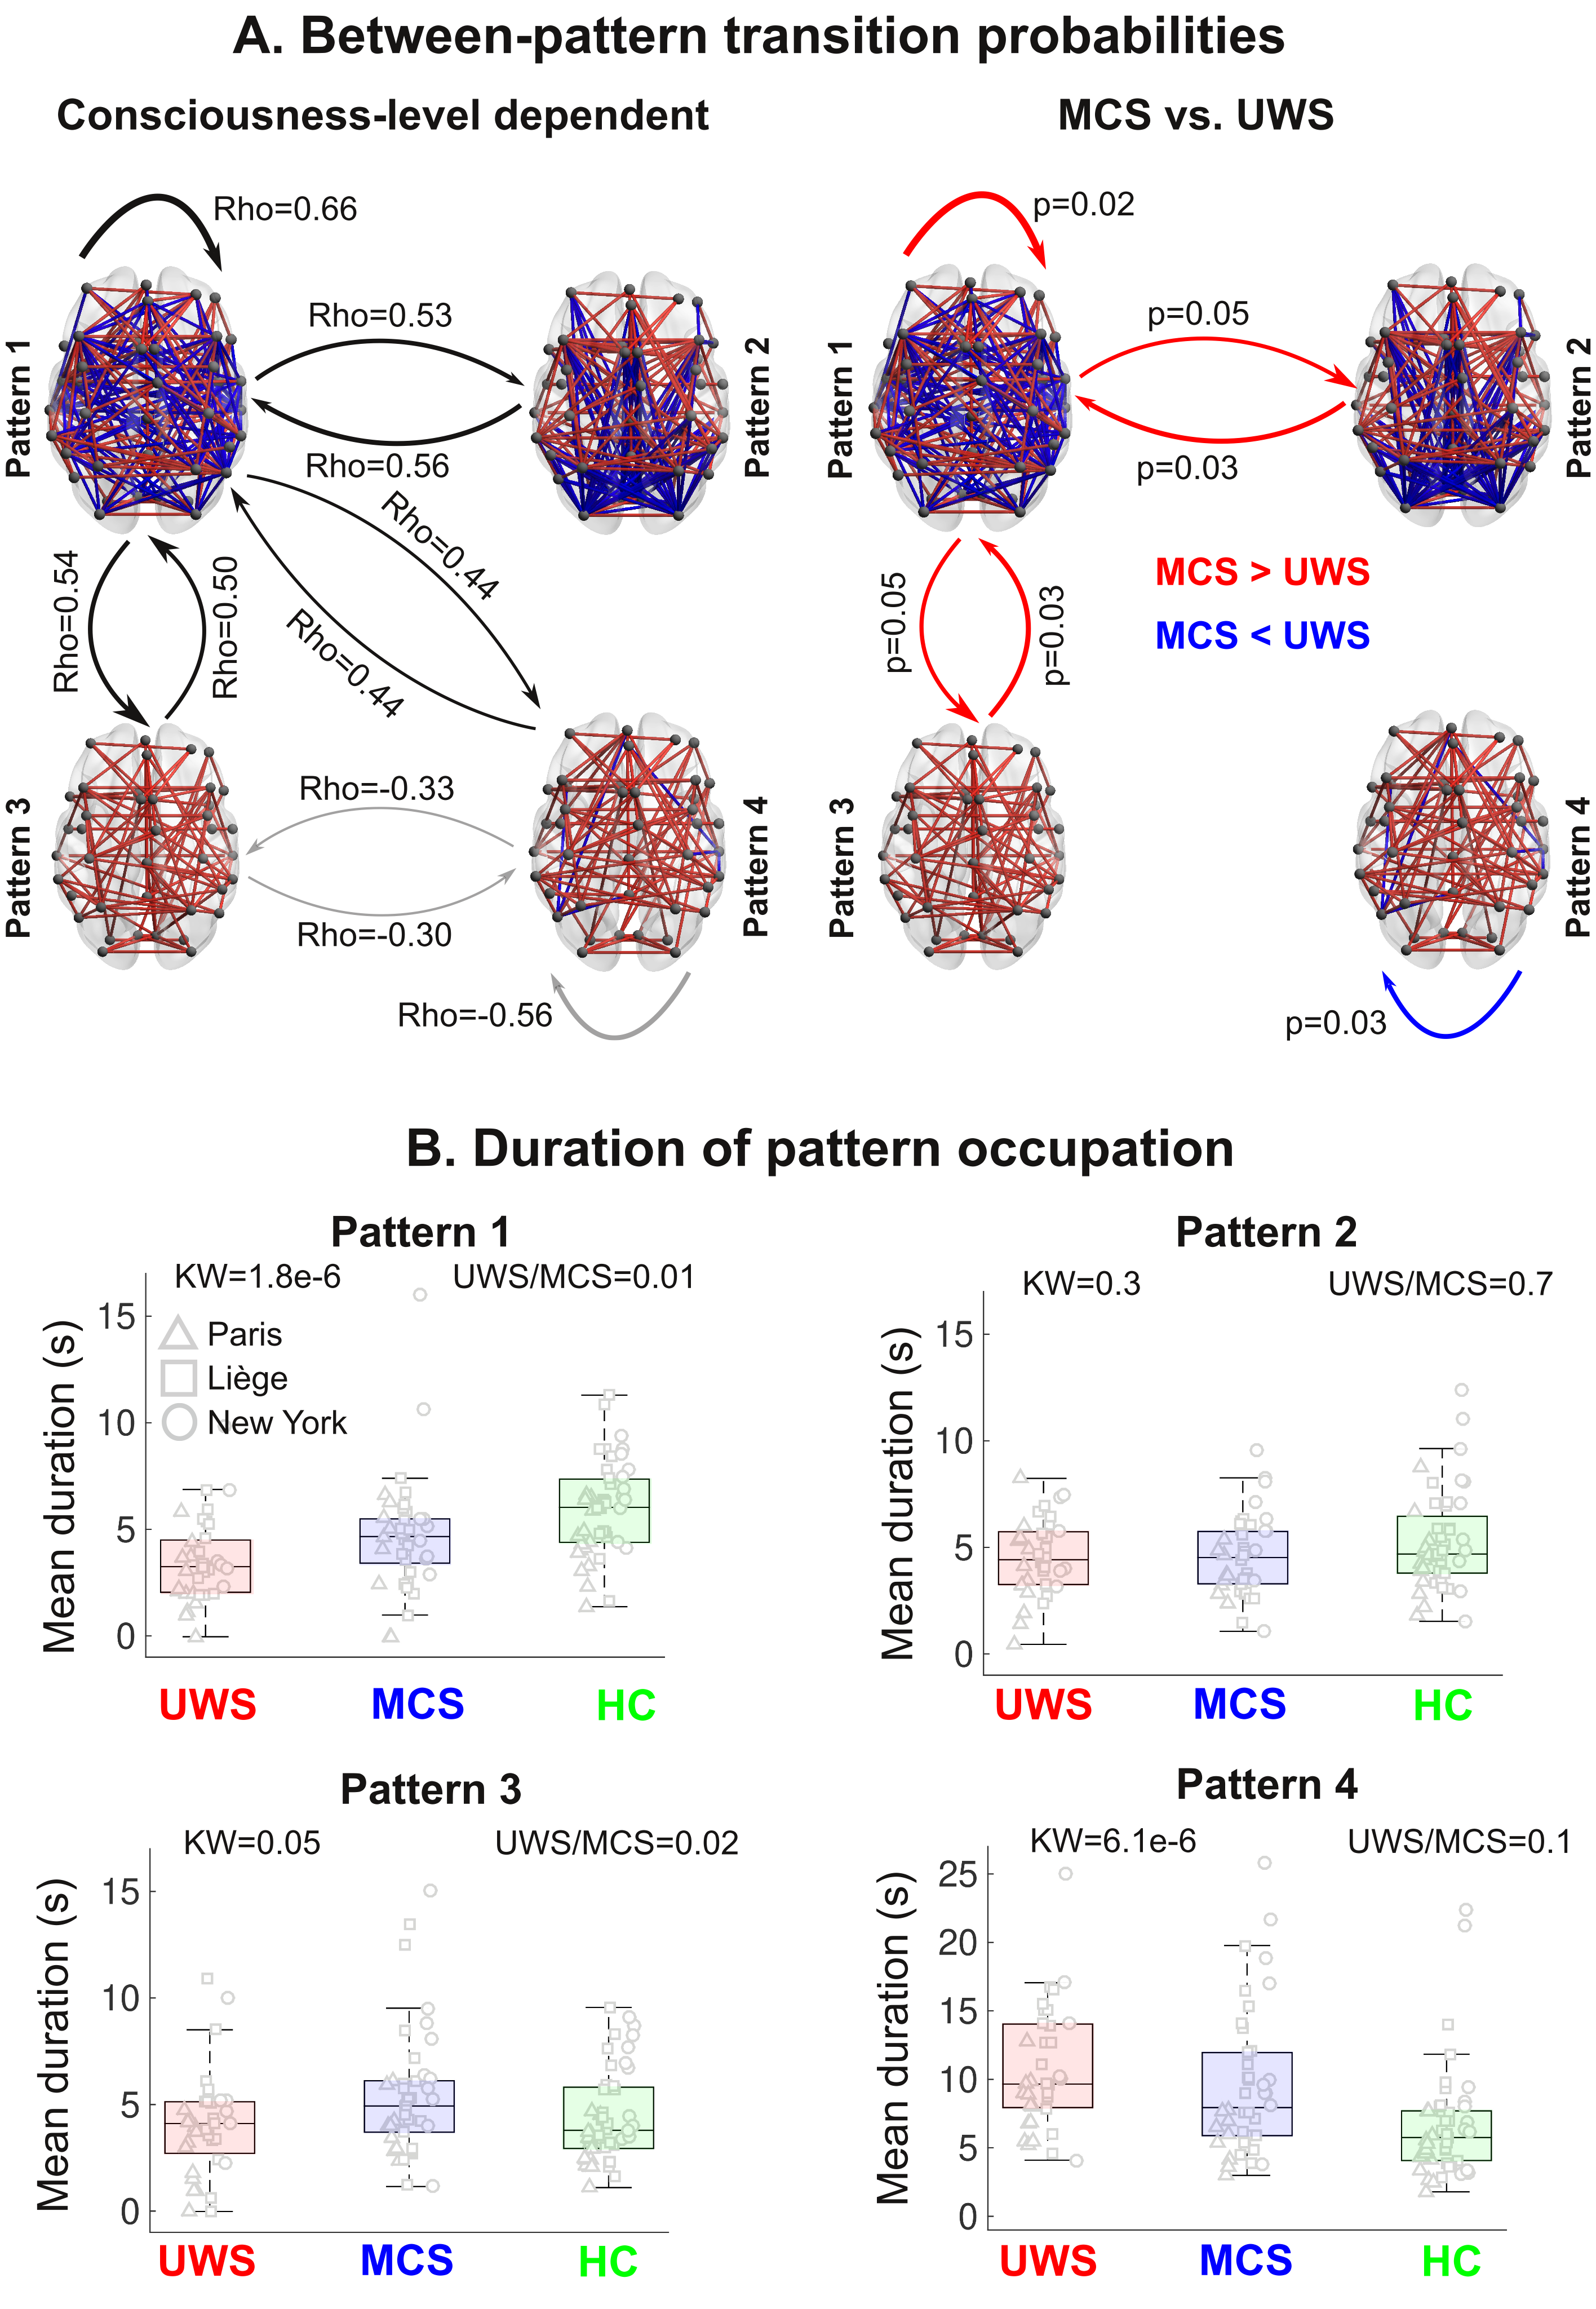 A. Between-pattern transition probabilities
Consciousness-level dependent
MCS vs. UWS
Rho=0.66
p=0.02
Rho=0.53
p=0.05
Pattern 1
Pattern 2
Pattern 1
Pattern 2
Rho=0.56
p=0.03
Rho=0.44
Rho=0.54
Rho=0.50
Rho=0.44
p=0.05
p=0.03
MCS > UWS
MCS < UWS
Rho=-0.33
Pattern 3
Pattern 4
Pattern 3
Pattern 4
Rho=-0.30
Rho=-0.56
p=0.03
B. Duration of pattern occupation
Pattern 1
KW=1.8e-6
UWS/MCS=0.01
Mean duration (s)
15
10
5
0
Paris
Liège
New York
UWS
MCS
HC
Pattern 2
KW=0.3
UWS/MCS=0.7
Mean duration (s)
15
10
5
0
UWS
MCS
HC
Pattern 3
KW=0.05
UWS/MCS=0.02
Mean duration (s)
15
10
5
0
UWS
MCS
HC
Pattern 4
KW=6.1e-6
UWS/MCS=0.1
Mean duration (s)
25
20
15
10
5
0
UWS
MCS
HC